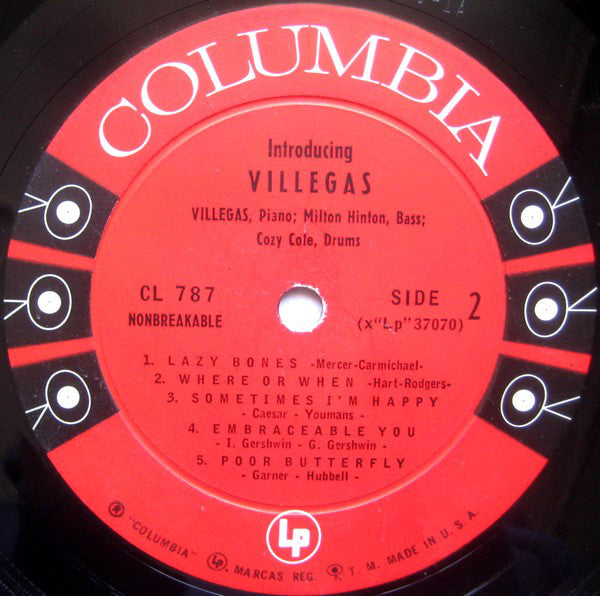 COLUMBIA
Introducing
VILLEGAS
VILLEGAS, Piano; Milton Hinton, Bass;
Cozy Cole, Drums
CL 787
NONBREAKABLE
SIDE 2
(x"Lp"37070)
1. LAZY BONES -Mercer-Carmichael-
2. WHERE OR WHEN -Hart-Rodgers-
3. SOMETIMES I'M HAPPY
- Caesar - Youmans -
4. EMBRACEABLE YOU
- I. Gershwin - G. Gershwin -
5. POOR BUTTERFLY
- Garner - Hubbell -
Lp
® "COLUMBIA" MARCAS REG. T. M. MADE IN U.S.A.